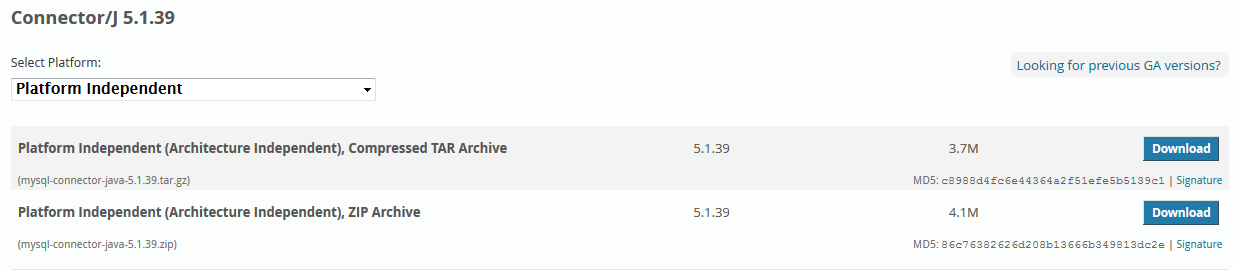 Connector/J 5.1.39
Select Platform:
Looking for previous GA versions?
Platform Independent
Platform Independent (Architecture Independent), Compressed TAR Archive 5.1.39 3.7M Download
(mysql-connector-java-5.1.39.tar.gz) MD5: c8988d4fc6e44364a2f51efe5b5139c1 | Signature
Platform Independent (Architecture Independent), ZIP Archive 5.1.39 4.1M Download
(mysql-connector-java-5.1.39.zip) MD5: 86c76382626d208b13666b349813dc2e | Signature